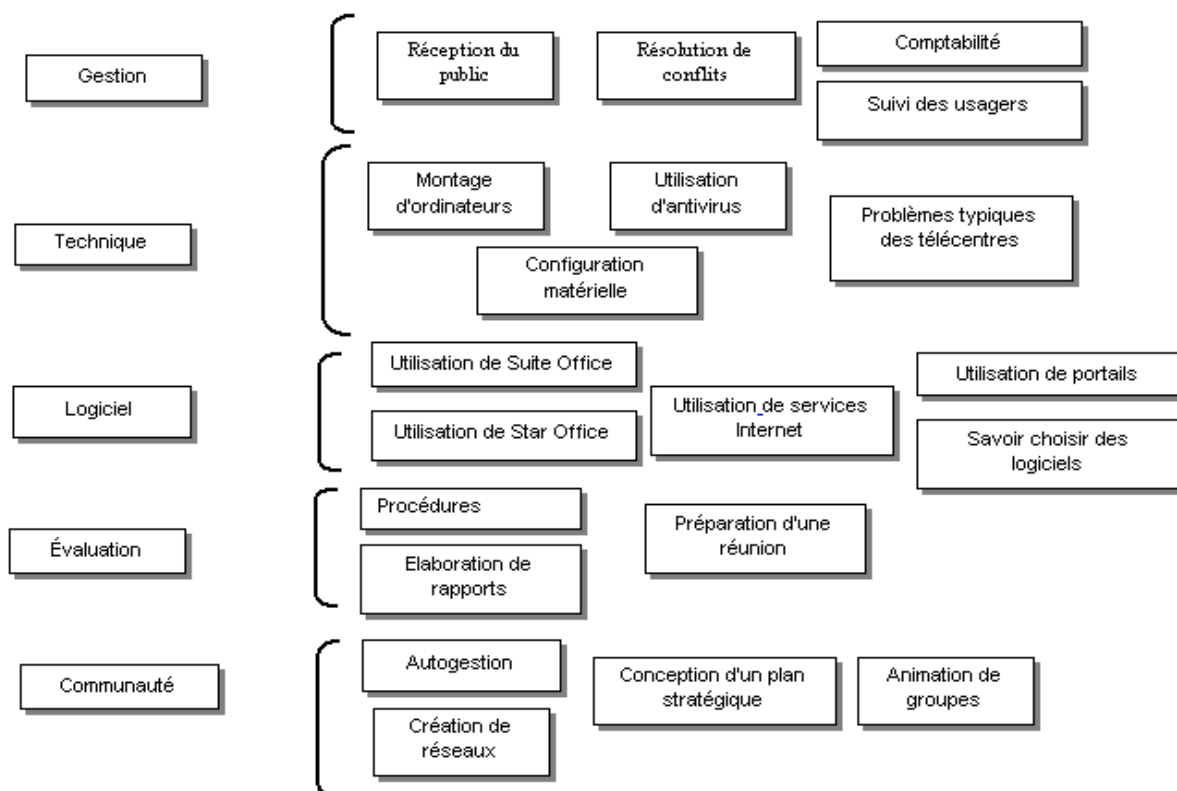 Gestion
Réception du
public
Résolution de
conflits
Comptabilité
Suivi des usagers
Technique
Montage
d'ordinateurs
Utilisation
d'antivirus
Problèmes typiques
des télécentres
Configuration
matérielle
Logiciel
Utilisation de Suite Office
Utilisation de Star Office
Utilisation de services
Internet
Utilisation de portails
Savoir choisir des
logiciels
Évaluation
Procédures
Elaboration de
rapports
Préparation d'une
réunion
Communauté
Autogestion
Création de
réseaux
Conception d'un plan
stratégique
Animation de
groupes